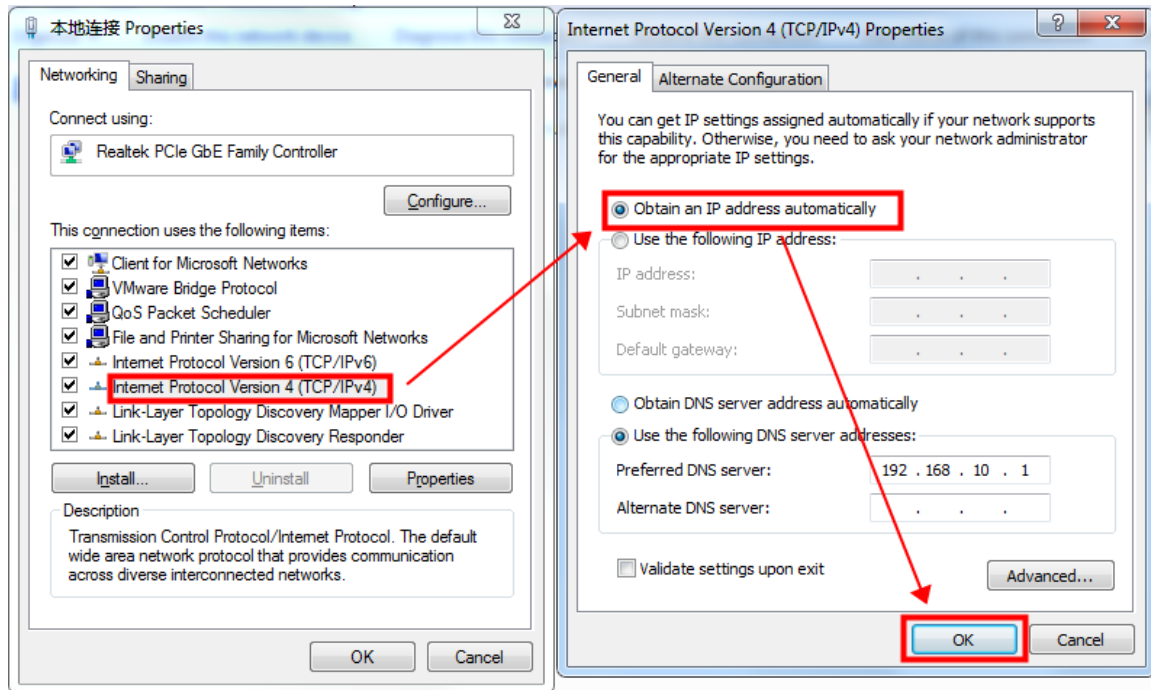 本地连接 Properties
Networking
Sharing
Connect using:
Realtek PCIe GbE Family Controller
Configure...
This connection uses the following items:
Client for Microsoft Networks
VMware Bridge Protocol
QoS Packet Scheduler
File and Printer Sharing for Microsoft Networks
Internet Protocol Version 6 (TCP/IPv6)
Internet Protocol Version 4 (TCP/IPv4)
Link-Layer Topology Discovery Mapper I/O Driver
Link-Layer Topology Discovery Responder
Install...
Uninstall
Properties
Description
Transmission Control Protocol/Internet Protocol. The default
wide area network protocol that provides communication
across diverse interconnected networks.
OK
Cancel
Internet Protocol Version 4 (TCP/IPv4) Properties
General
Alternate Configuration
You can get IP settings assigned automatically if your network supports
this capability. Otherwise, you need to ask your network administrator
for the appropriate IP settings.
Obtain an IP address automatically
Use the following IP address:
IP address:
Subnet mask:
Default gateway:
Obtain DNS server address automatically
Use the following DNS server addresses:
Preferred DNS server: 192 . 168 . 10 . 1
Alternate DNS server:
Validate settings upon exit
Advanced...
OK
Cancel